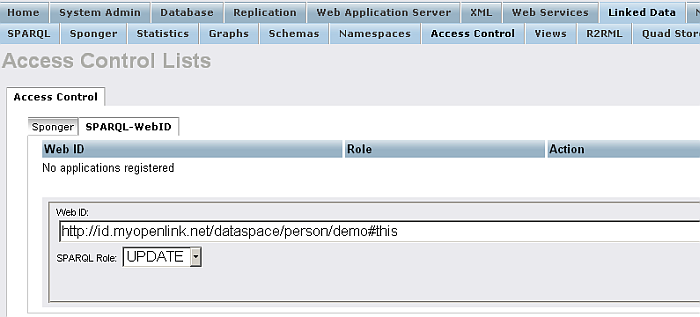 Home System Admin Database Replication Web Application Server XML Web Services Linked Data
SPARQL Sponger Statistics Graphs Schemas Namespaces Access Control Views R2RML Quad Store
Access Control Lists
Access Control
Sponger SPARQL-WebID
Web ID Role Action
No applications registered
Web ID:
http://id.myopenlink.net/dataspace/person/demo#this
SPARQL Role: UPDATE